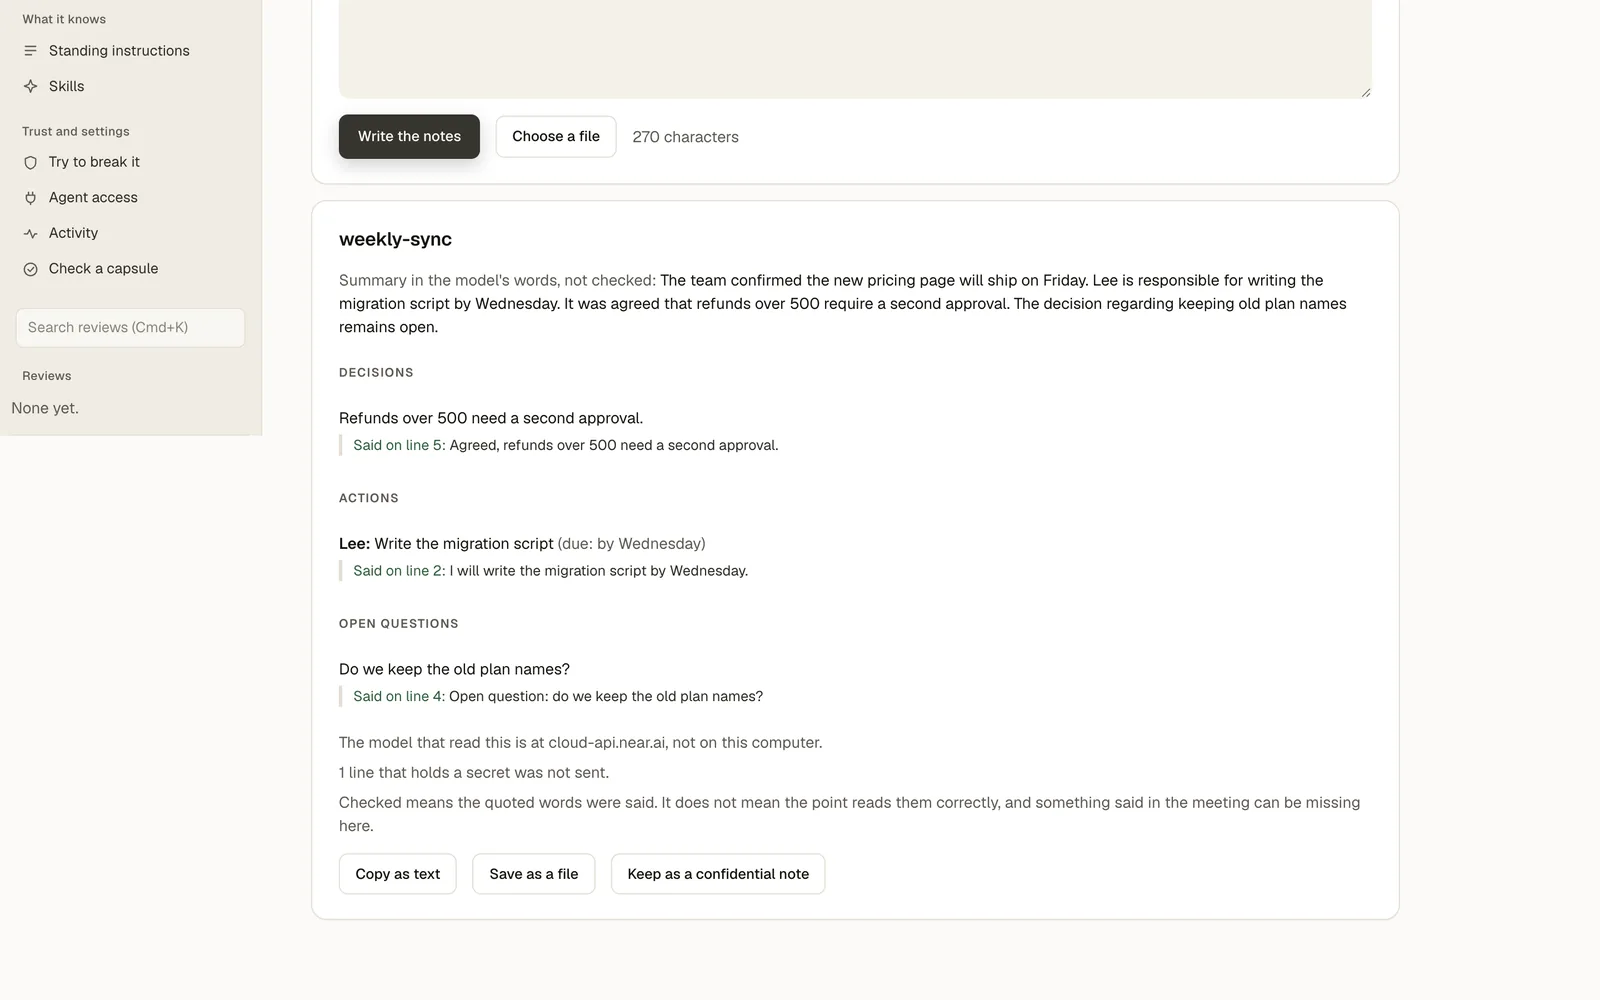 What it knows
Standing instructions
Skills
Trust and settings
Try to break it
Agent access
Activity
Check a capsule
Search reviews (Cmd+K)
Reviews
None yet.
Write the notes
Choose a file
270 characters
weekly-sync
Summary in the model's words, not checked: The team confirmed the new pricing page will ship on Friday. Lee is responsible for writing the
migration script by Wednesday. It was agreed that refunds over 500 require a second approval. The decision regarding keeping old plan names
remains open.
DECISIONS
Refunds over 500 need a second approval.
Said on line 5: Agreed, refunds over 500 need a second approval.
ACTIONS
Lee: Write the migration script (due: by Wednesday)
Said on line 2: I will write the migration script by Wednesday.
OPEN QUESTIONS
Do we keep the old plan names?
Said on line 4: Open question: do we keep the old plan names?
The model that read this is at cloud-api.near.ai, not on this computer.
1 line that holds a secret was not sent.
Checked means the quoted words were said. It does not mean the point reads them correctly, and something said in the meeting can be missing
here.
Copy as text
Save as a file
Keep as a confidential note